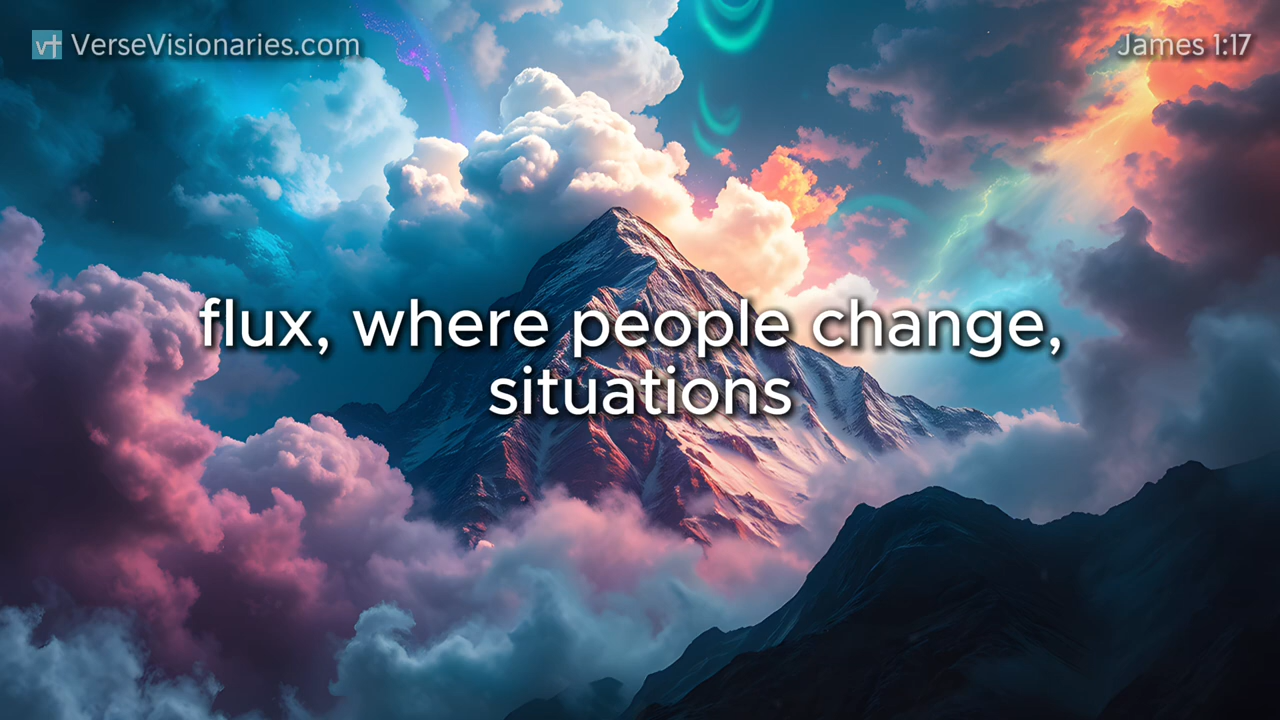 VerseVisionaries.com
James 1:17
flux, where people change,
situations